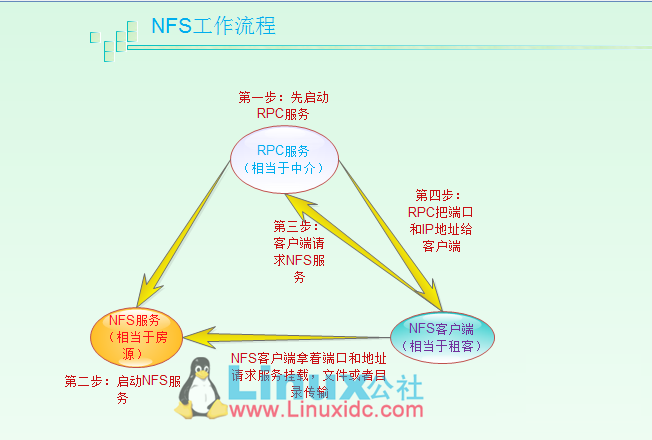 NFS工作流程
第一步：先启动
RPC服务
RPC服务
（相当于中介）
第四步：
RPC把端口
和IP地址给
客户端
第三步：
客户端请
求NFS服
务
NFS服务
（相当于房
源）
NFS客户端
（相当于租客）
第二步：启动NFS服
务
NFS客户端拿着端口和地址
请求服务挂载，文件或者目
录传输
Linux公社
www.Linuxidc.com